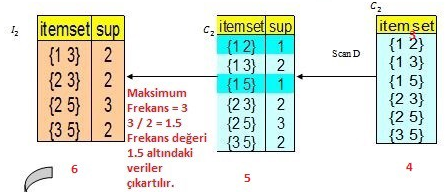 C₂
I₂
itemset sup
{1 3} 2
{2 3} 2
{2 5} 3
{3 5} 2
Maksimum
Frekans = 3
3 / 2 = 1.5
Frekans değeri
1.5 altındaki
veriler
çıkartılır.
6
C₂
itemset sup
{1 2} 1
{1 3} 2
{1 5} 1
{2 3} 2
{2 5} 3
{3 5} 2
5
Scan D
itemset
3
{1 2}
{1 3}
{1 5}
{2 3}
{2 5}
{3 5}
4